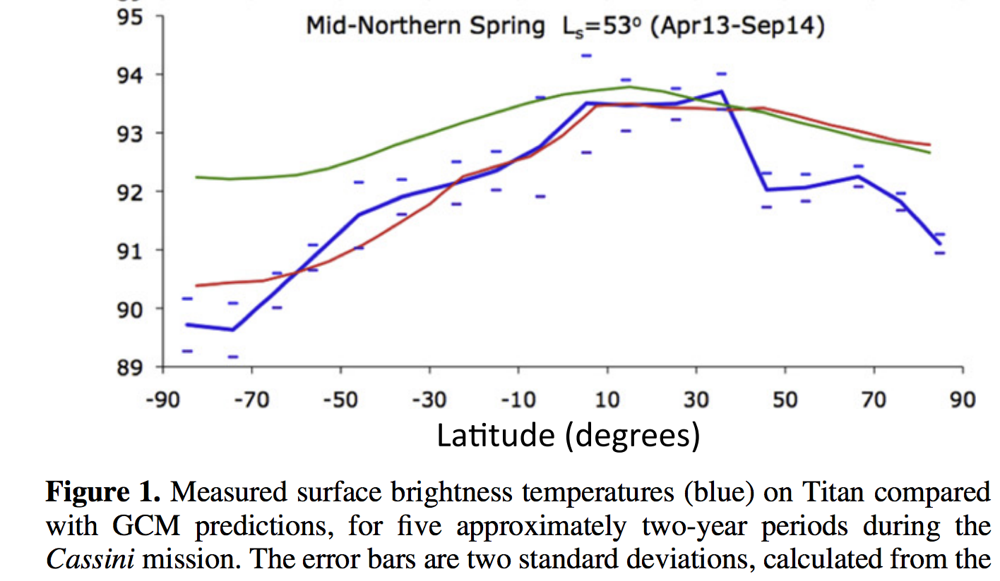 95
Mid-Northern Spring Ls=53º (Apr13-Sep14)
94
93
92
91
90
89
-90 -70 -50 -30 -10 10 30 50 70 90
Latitude (degrees)
Figure 1. Measured surface brightness temperatures (blue) on Titan compared
with GCM predictions, for five approximately two-year periods during the
Cassini mission. The error bars are two standard deviations, calculated from the